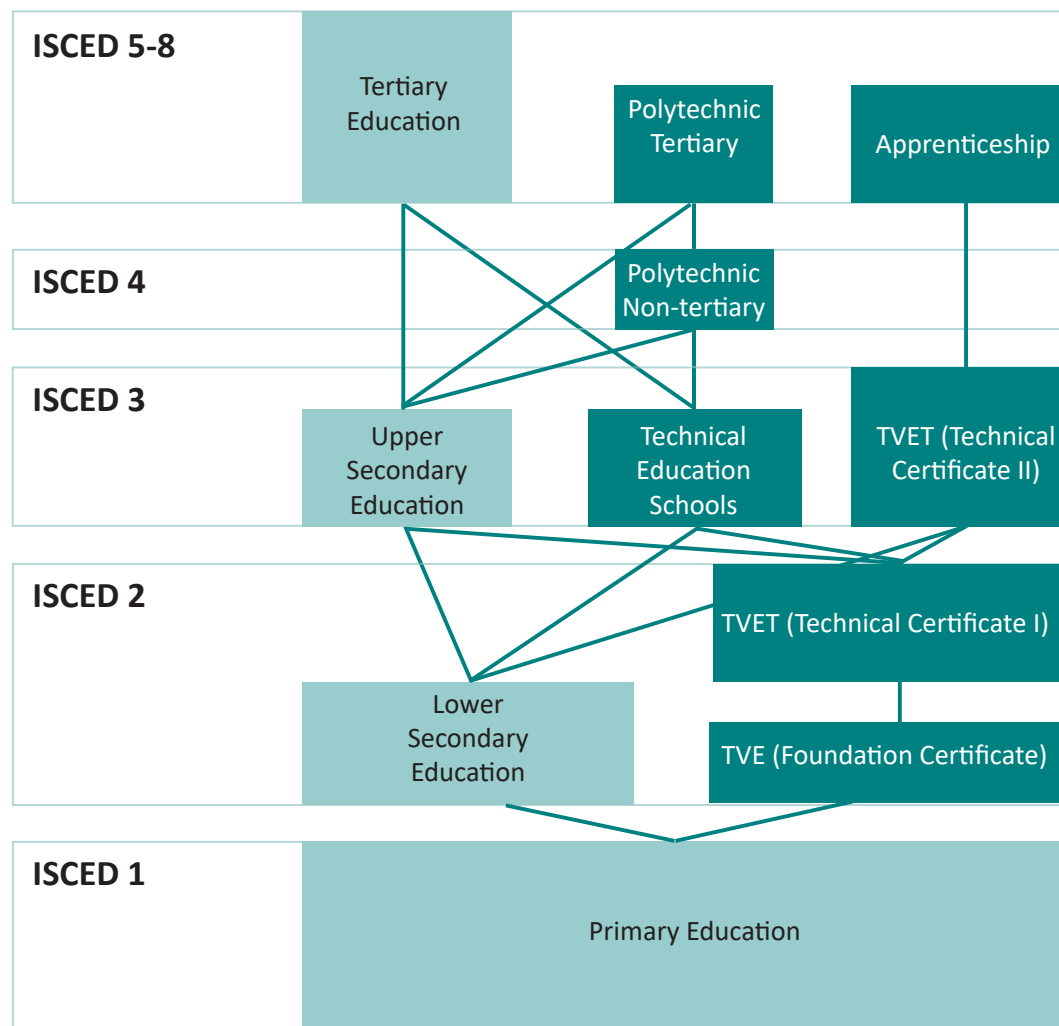 ISCED 5-8
Tertiary
Education
Polytechnic
Tertiary
Apprenticeship
ISCED 4
Polytechnic
Non-tertiary
ISCED 3
Upper
Secondary
Education
Technical
Education
Schools
TVET (Technical
Certificate II)
ISCED 2
TVET (Technical Certificate I)
Lower
Secondary
Education
TVE (Foundation Certificate)
ISCED 1
Primary Education